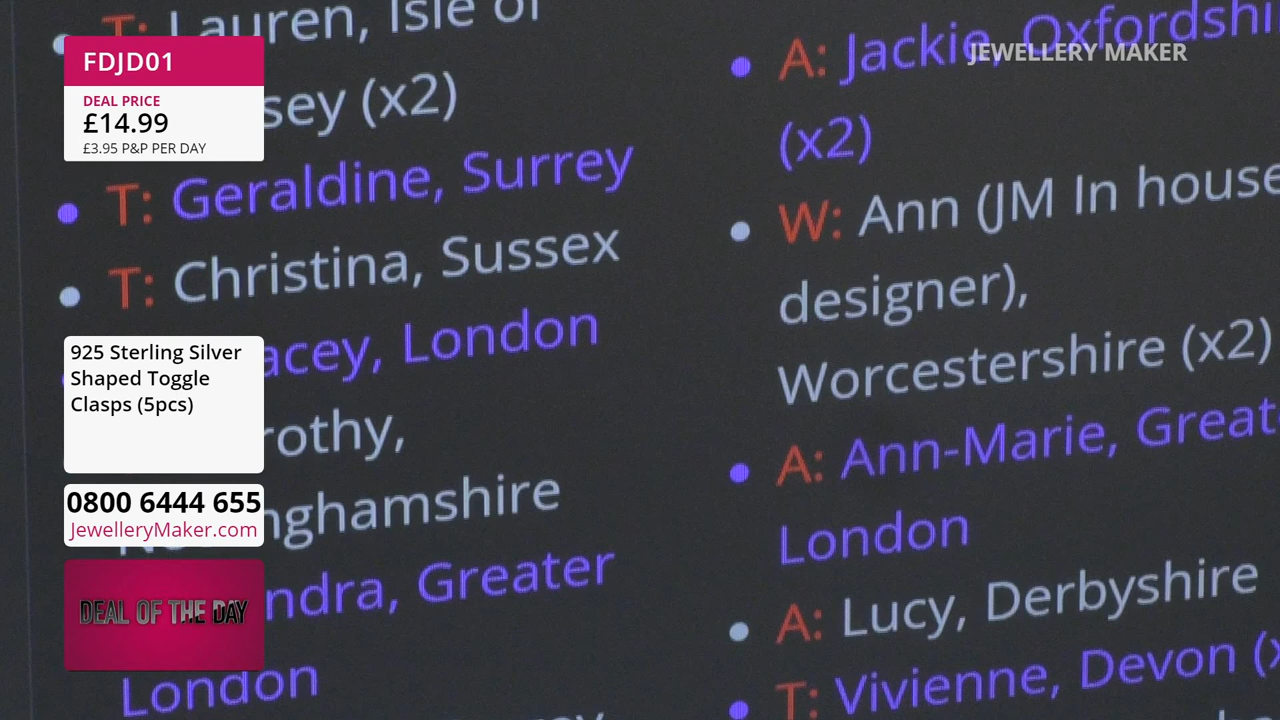 FDJD01
DEAL PRICE
£14.99
£3.95 P&P PER DAY
925 Sterling Silver
Shaped Toggle
Clasps (5pcs)
0800 6444 655
JewelleryMaker.com
DEAL OF THE DAY
JEWELLERY MAKER
T: Lauren, Isle of
sey (x2)
T: Geraldine, Surrey
T: Christina, Sussex
acey, London
rothy,
nghamshire
ndra, Greater
London
A: Jackie, Oxfordshi
(x2)
W: Ann (JM In house
designer),
Worcestershire (x2)
A: Ann-Marie, Great
London
A: Lucy, Derbyshire
T: Vivienne, Devon (x